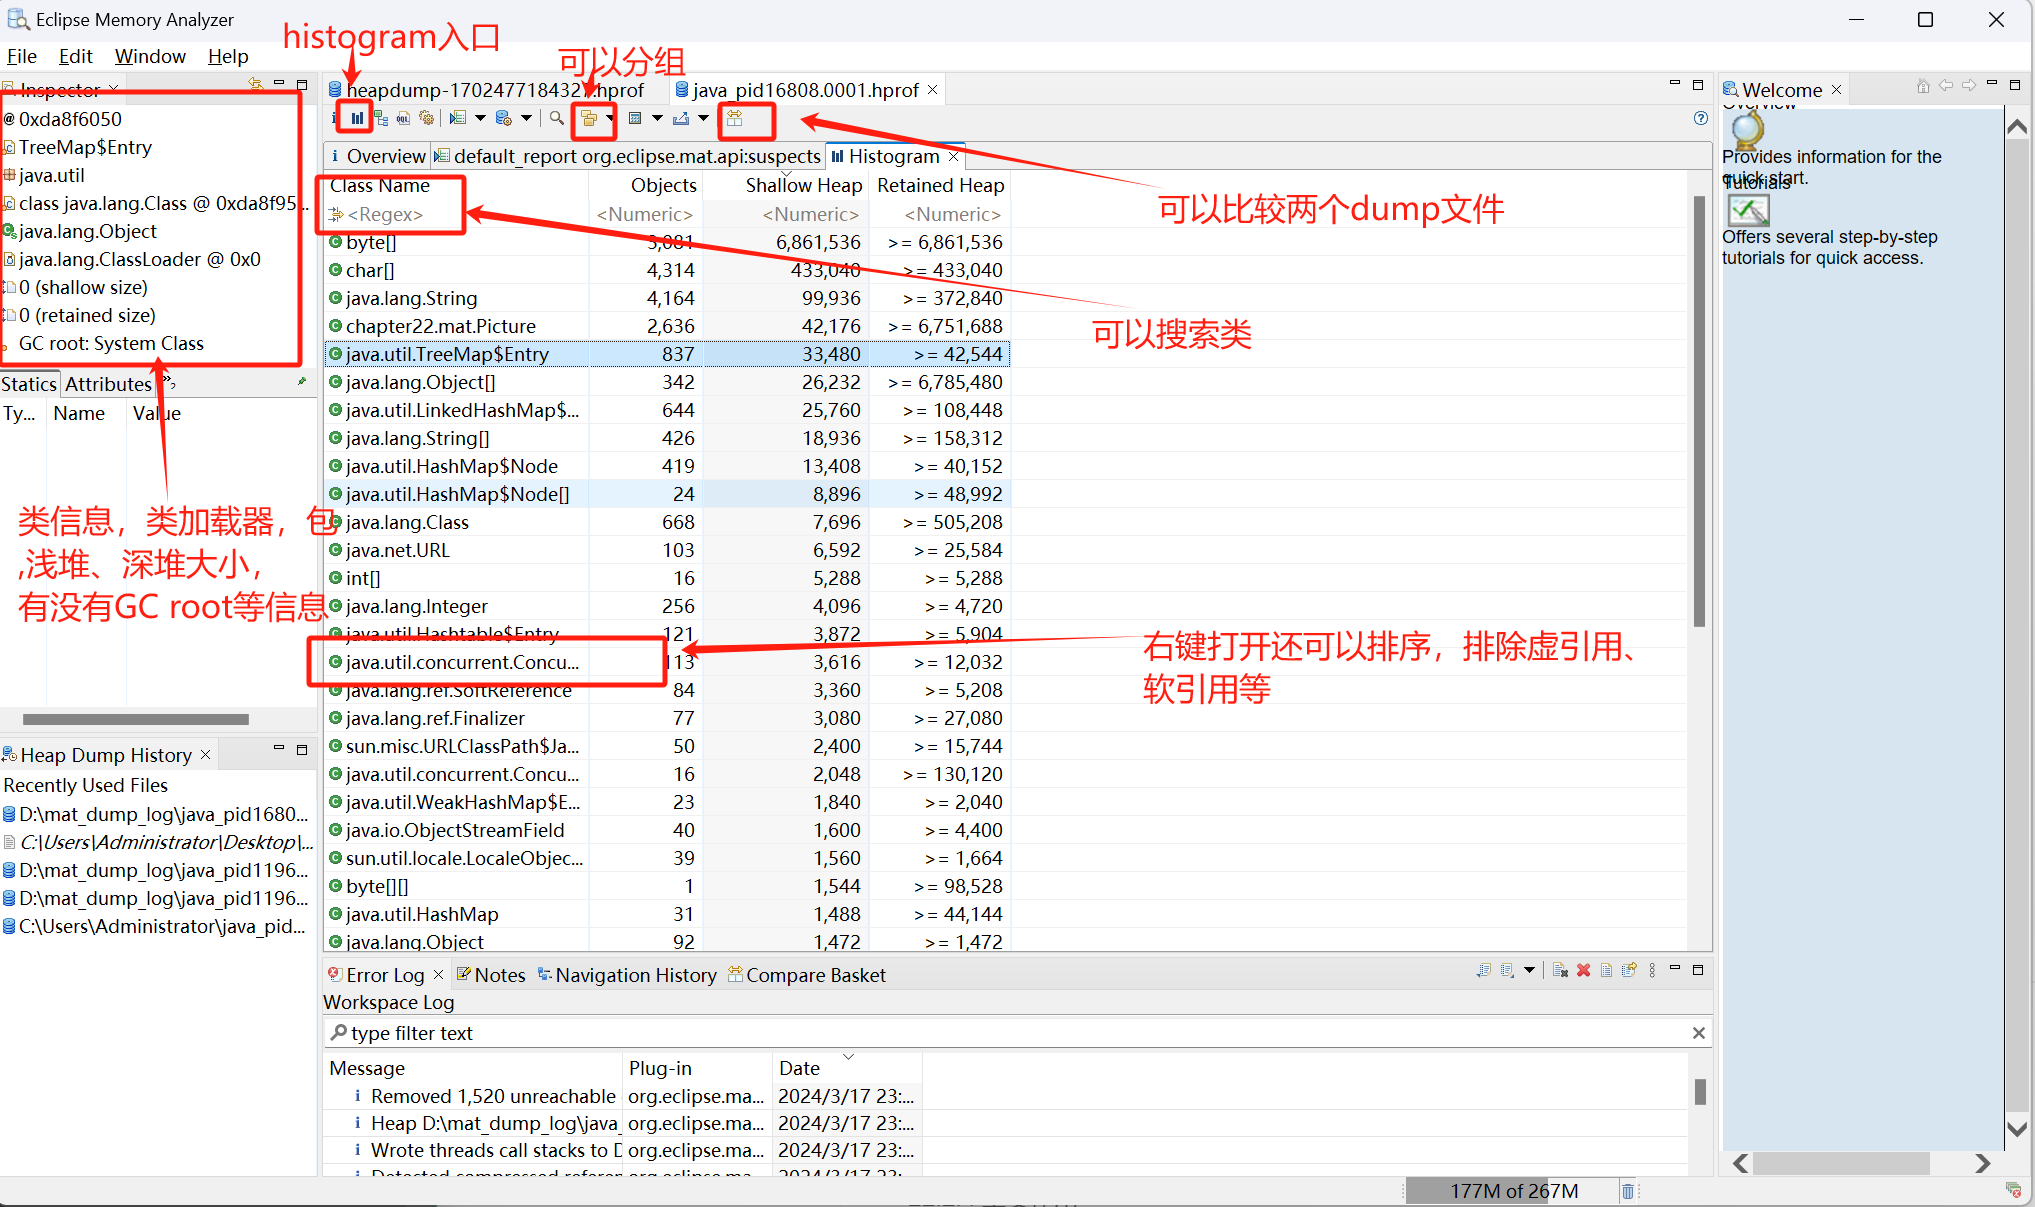 Eclipse Memory Analyzer
File Edit Window Help
histogram入口
可以分组
Inspector
@ 0xda8f6050
TreeMap$Entry
java.util
class java.lang.Class @ 0xda8f95...
java.lang.Object
java.lang.ClassLoader @ 0x0
0 (shallow size)
0 (retained size)
GC root: System Class
Statics Attributes
Ty... Name Value
类信息，类加载器，包
,浅堆、深堆大小，
有没有GC root等信息
Heap Dump History
Recently Used Files
D:\mat_dump_log\java_pid1680...
C:\Users\Administrator\Desktop\...
D:\mat_dump_log\java_pid1196...
D:\mat_dump_log\java_pid1196...
C:\Users\Administrator\java_pid...
heapdump-1702477184327.hprof java_pid16808.0001.hprof
Overview default_report org.eclipse.mat.api:suspects Histogram
Class Name Objects Shallow Heap Retained Heap
<Regex> <Numeric> <Numeric> <Numeric>
byte[] 3,081 6,861,536 >= 6,861,536
char[] 4,314 433,040 >= 433,040
java.lang.String 4,164 99,936 >= 372,840
chapter22.mat.Picture 2,636 42,176 >= 6,751,688
java.util.TreeMap$Entry 837 33,480 >= 42,544
java.lang.Object[] 342 26,232 >= 6,785,480
java.util.LinkedHashMap$... 644 25,760 >= 108,448
java.lang.String[] 426 18,936 >= 158,312
java.util.HashMap$Node 419 13,408 >= 40,152
java.util.HashMap$Node[] 24 8,896 >= 48,992
java.lang.Class 668 7,696 >= 505,208
java.net.URL 103 6,592 >= 25,584
int[] 16 5,288 >= 5,288
java.lang.Integer 256 4,096 >= 4,720
java.util.Hashtable$Entry 121 3,872 >= 5,904
java.util.concurrent.Concu... 113 3,616 >= 12,032
java.lang.ref.SoftReference 84 3,360 >= 5,208
java.lang.ref.Finalizer 77 3,080 >= 27,080
sun.misc.URLClassPath$Ja... 50 2,400 >= 15,744
java.util.concurrent.Concu... 16 2,048 >= 130,120
java.util.WeakHashMap$E... 23 1,840 >= 2,040
java.io.ObjectStreamField 40 1,600 >= 4,400
sun.util.locale.LocaleObjec... 39 1,560 >= 1,664
byte[][] 1 1,544 >= 98,528
java.util.HashMap 31 1,488 >= 44,144
java.lang.Object 92 1,472 >= 1,472
可以比较两个dump文件
可以搜索类
右键打开还可以排序，排除虚引用、
软引用等
Error Log Notes Navigation History Compare Basket
Workspace Log
type filter text
Message Plug-in Date
Removed 1,520 unreachable org.eclipse.ma... 2024/3/17 23:...
Heap D:\mat_dump_log\java_ org.eclipse.ma... 2024/3/17 23:...
Wrote threads call stacks to D org.eclipse.ma... 2024/3/17 23:...
Detected compressed referen org.eclipse.ma... 2024/3/17 23:...
Welcome
Overview
Provides information for the
quick start.
Tutorials
Offers several step-by-step
tutorials for quick access.
177M of 267M